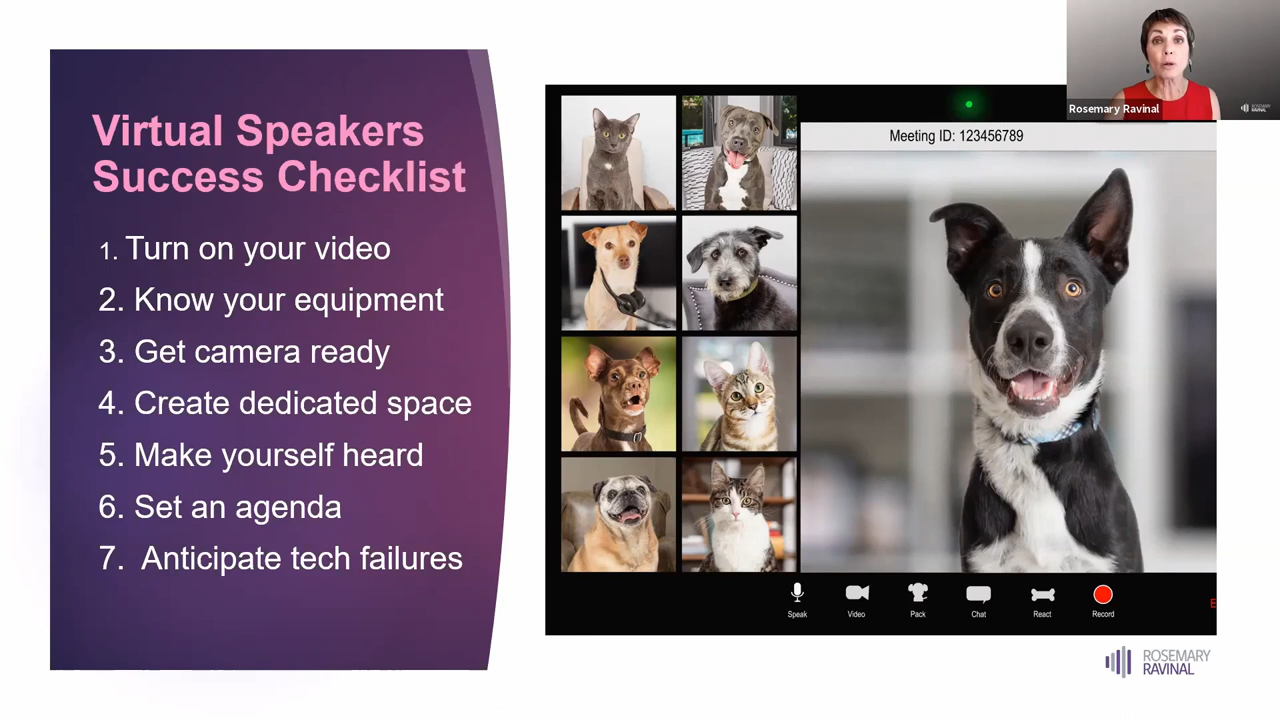 Virtual Speakers
Success Checklist
1. Turn on your video
2. Know your equipment
3. Get camera ready
4. Create dedicated space
5. Make yourself heard
6. Set an agenda
7. Anticipate tech failures
Rosemary Ravinal
ROSEMARY
RAVINAL
Meeting ID: 123456789
Speak
Video
Pack
Chat
React
Record
E
ROSEMARY
RAVINAL